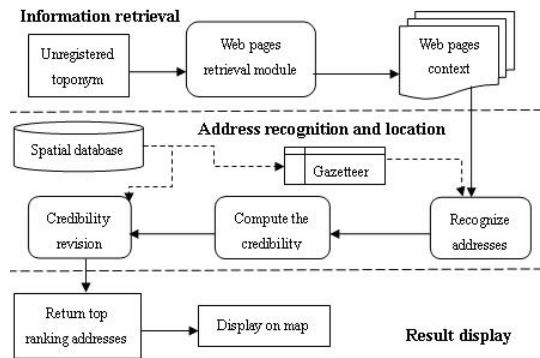 Information retrieval
Unregistered
toponym
Web pages
retrieval module
Web pages
context
Address recognition and location
Spatial database
Gazetteer
Credibility
revision
Compute the
credibility
Recognize
addresses
Return top
ranking addresses
Display on map
Result display